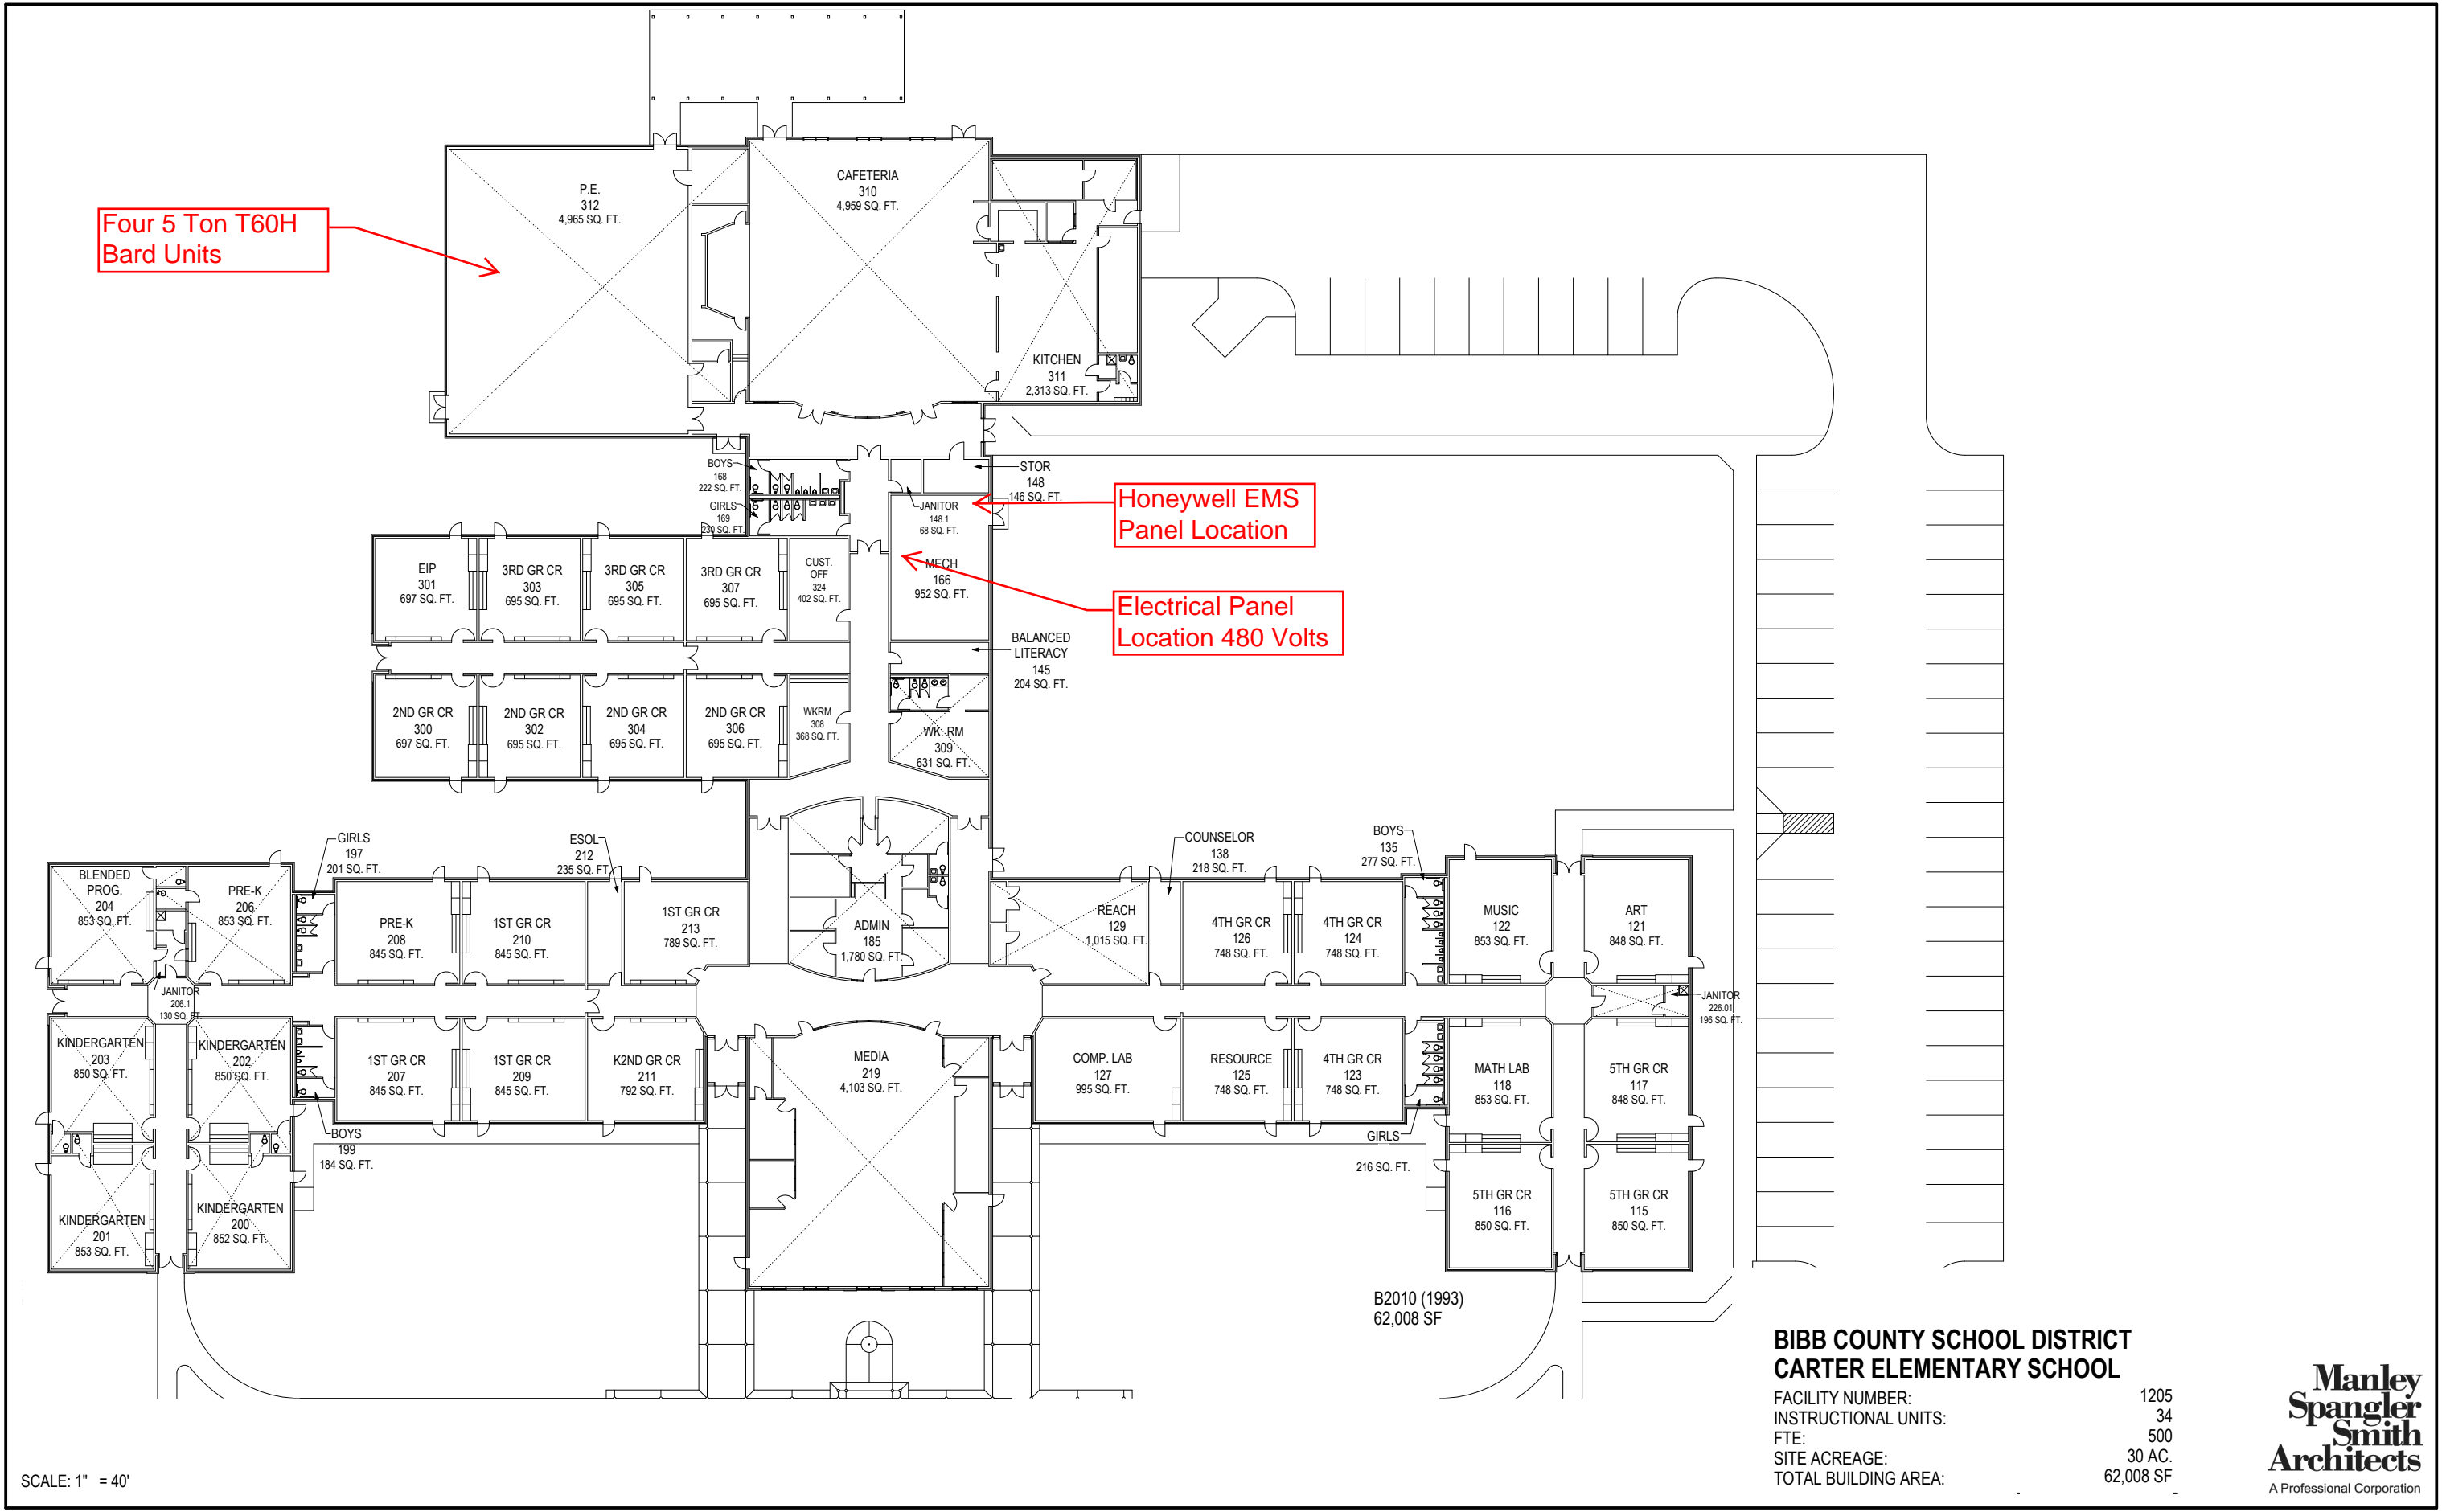 P.E.
312
4,965 SQ. FT.
CAFETERIA
310
4,959 SQ. FT.
Four 5 Ton T60H
Bard Units
KITCHEN
311
2,313 SQ. FT.
BOYS
168
222 SQ. FT.
GIRLS
169
230 SQ. FT.
STOR
148
146 SQ. FT.
JANITOR
148.1
68 SQ. FT.
Honeywell EMS
Panel Location
MECH
166
952 SQ. FT.
Electrical Panel
Location 480 Volts
EIP
301
697 SQ. FT.
3RD GR CR
303
695 SQ. FT.
3RD GR CR
305
695 SQ. FT.
3RD GR CR
307
695 SQ. FT.
CUST.
OFF
324
402 SQ. FT.
BALANCED
LITERACY
145
204 SQ. FT.
2ND GR CR
300
697 SQ. FT.
2ND GR CR
302
695 SQ. FT.
2ND GR CR
304
695 SQ. FT.
2ND GR CR
306
695 SQ. FT.
WKRM
308
368 SQ. FT.
WK. RM
309
631 SQ. FT.
GIRLS
197
201 SQ. FT.
ESOL
212
235 SQ. FT.
COUNSELOR
138
218 SQ. FT.
BOYS
135
277 SQ. FT.
BLENDED
PROG.
204
853 SQ. FT.
PRE-K
206
853 SQ. FT.
PRE-K
208
845 SQ. FT.
1ST GR CR
210
845 SQ. FT.
1ST GR CR
213
789 SQ. FT.
ADMIN
185
1,780 SQ. FT.
REACH
129
1,015 SQ. FT.
4TH GR CR
126
748 SQ. FT.
4TH GR CR
124
748 SQ. FT.
MUSIC
122
853 SQ. FT.
ART
121
848 SQ. FT.
JANITOR
206.1
130 SQ. FT.
JANITOR
226.01
196 SQ. FT.
KINDERGARTEN
203
850 SQ. FT.
KINDERGARTEN
202
850 SQ. FT.
1ST GR CR
207
845 SQ. FT.
1ST GR CR
209
845 SQ. FT.
K2ND GR CR
211
792 SQ. FT.
MEDIA
219
4,103 SQ. FT.
COMP. LAB
127
995 SQ. FT.
RESOURCE
125
748 SQ. FT.
4TH GR CR
123
748 SQ. FT.
MATH LAB
118
853 SQ. FT.
5TH GR CR
117
848 SQ. FT.
BOYS
199
184 SQ. FT.
GIRLS
216 SQ. FT.
KINDERGARTEN
201
853 SQ. FT.
KINDERGARTEN
200
852 SQ. FT.
5TH GR CR
116
850 SQ. FT.
5TH GR CR
115
850 SQ. FT.
B2010 (1993)
62,008 SF
BIBB COUNTY SCHOOL DISTRICT
CARTER ELEMENTARY SCHOOL
FACILITY NUMBER: 1205
INSTRUCTIONAL UNITS: 34
FTE: 500
SITE ACREAGE: 30 AC.
TOTAL BUILDING AREA: 62,008 SF
Manley
Spangler
Smith
Architects
A Professional Corporation
SCALE: 1" = 40'